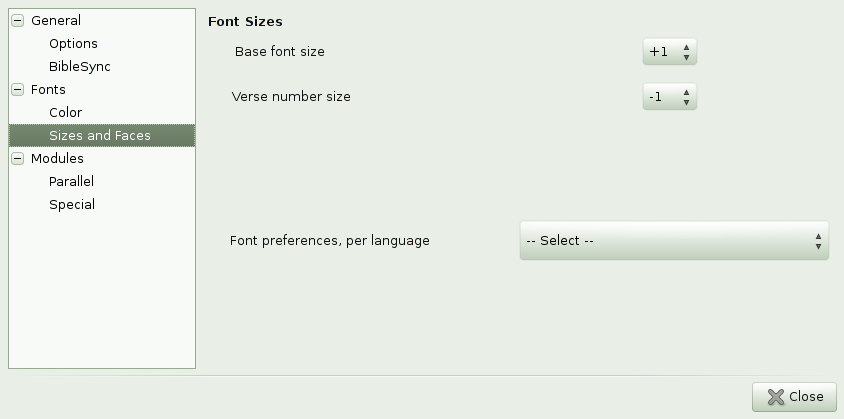 General
Options
BibleSync
Fonts
Color
Sizes and Faces
Modules
Parallel
Special
Font Sizes
Base font size +1
Verse number size -1
Font preferences, per language -- Select --
Close